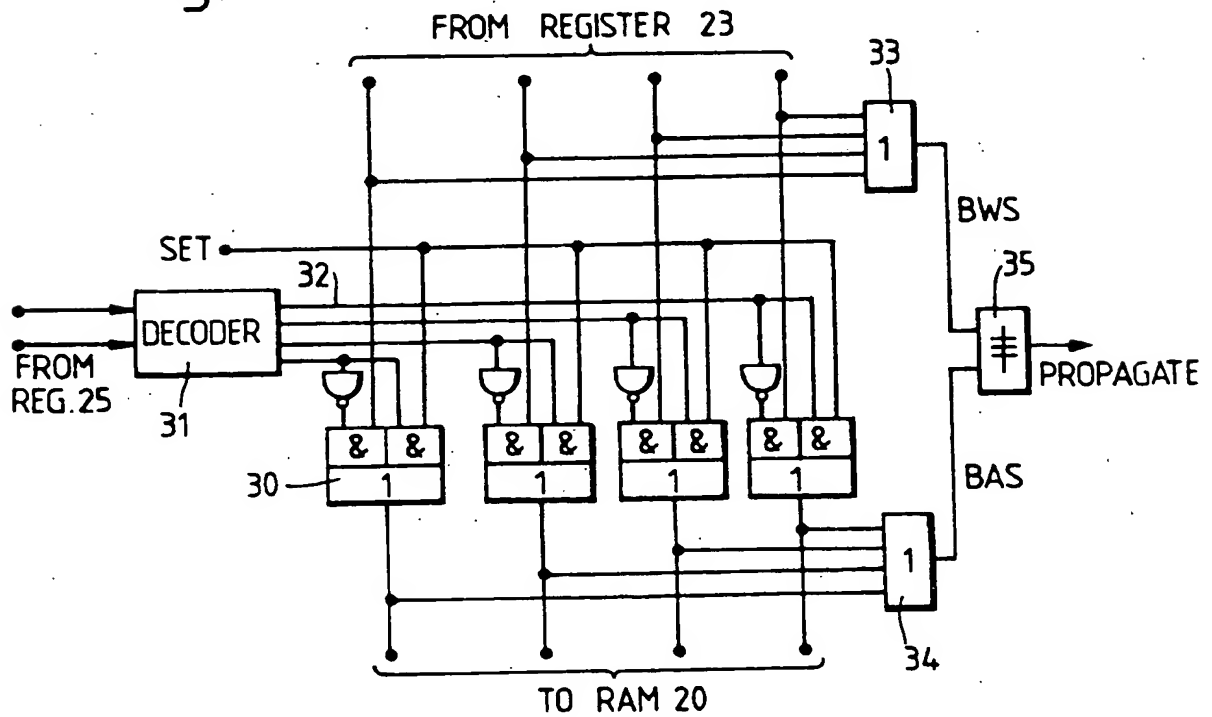 FROM REGISTER 23
33
1
BWS
SET
32
35
DECODER
PROPAGATE
FROM
REG.25
31
& & & & & & & &
30
1 1 1 1
BAS
1
34
TO RAM 20